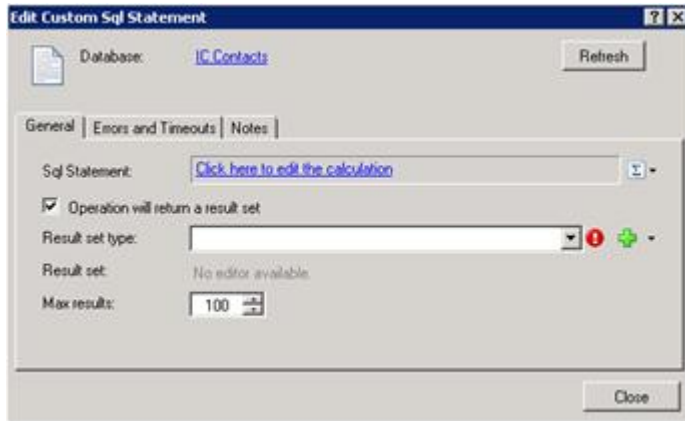 Edit Custom Sql Statement
Database: IC.Contacts Refresh
General Errors and Timeouts Notes
Sql Statement: Click here to edit the calculation
Operation will return a result set
Result set type:
Result set: No editor available.
Max results: 100
Close